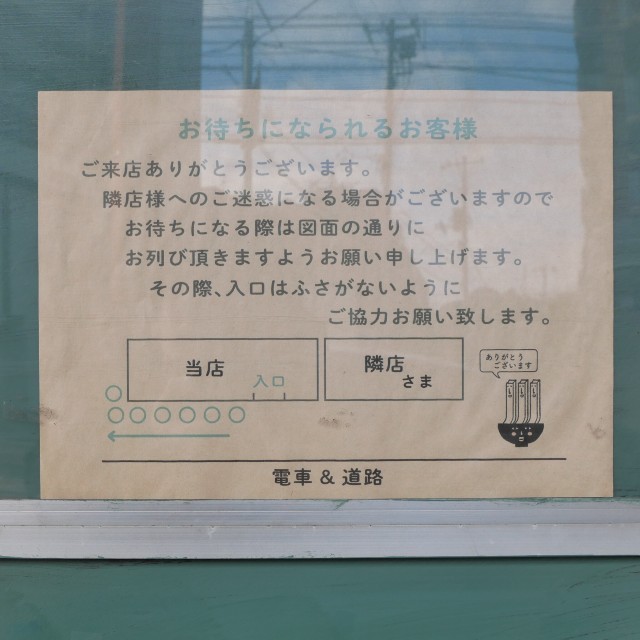 お待ちになられるお客様
ご来店ありがとうございます。
隣店様へのご迷惑になる場合がございますので
お待ちになる際は図面の通りに
お列び頂きますようお願い申し上げます。
その際、入口はふさがないように
ご協力お願い致します。
当店
入口
隣店
さま
ありがとう
ございます
電車 & 道路